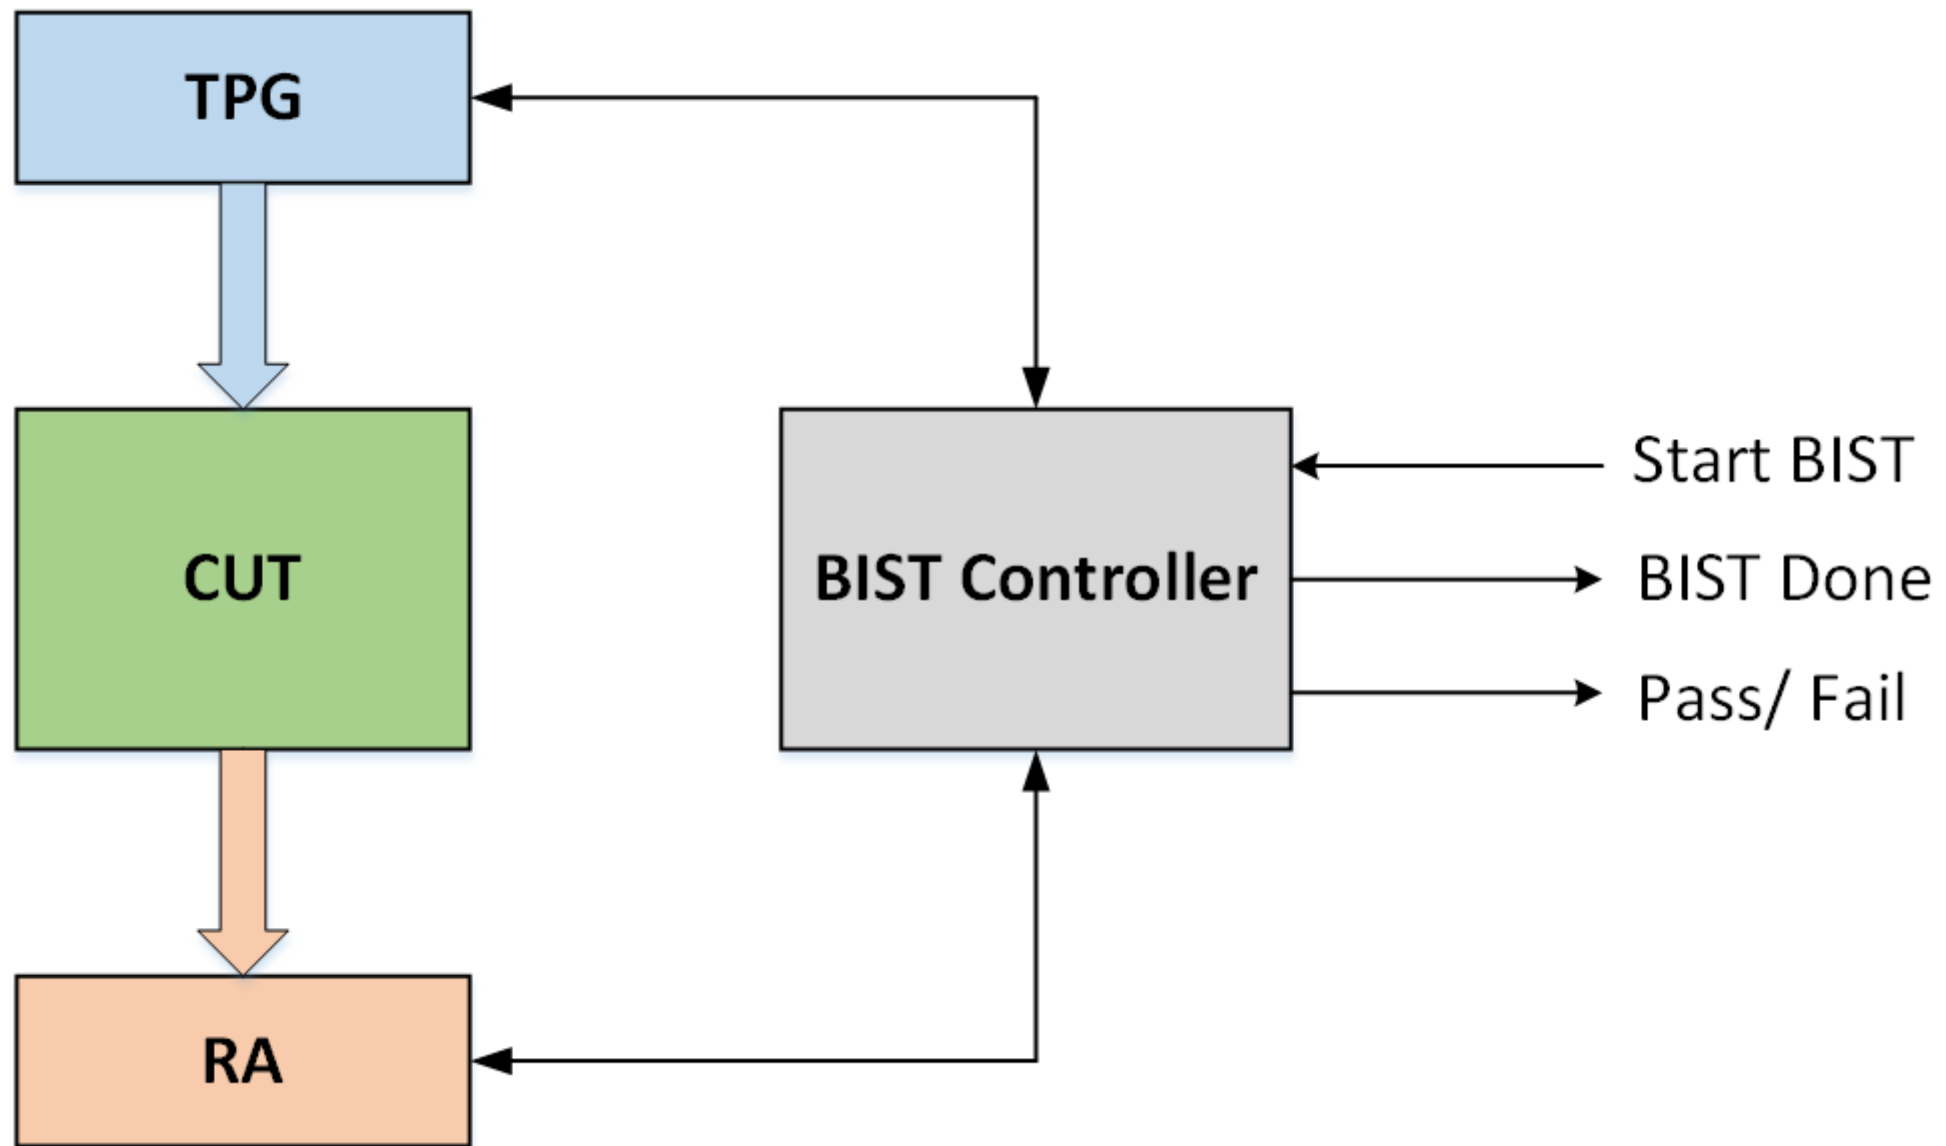 TPG
CUT
BIST Controller
Start BIST
BIST Done
Pass/ Fail
RA